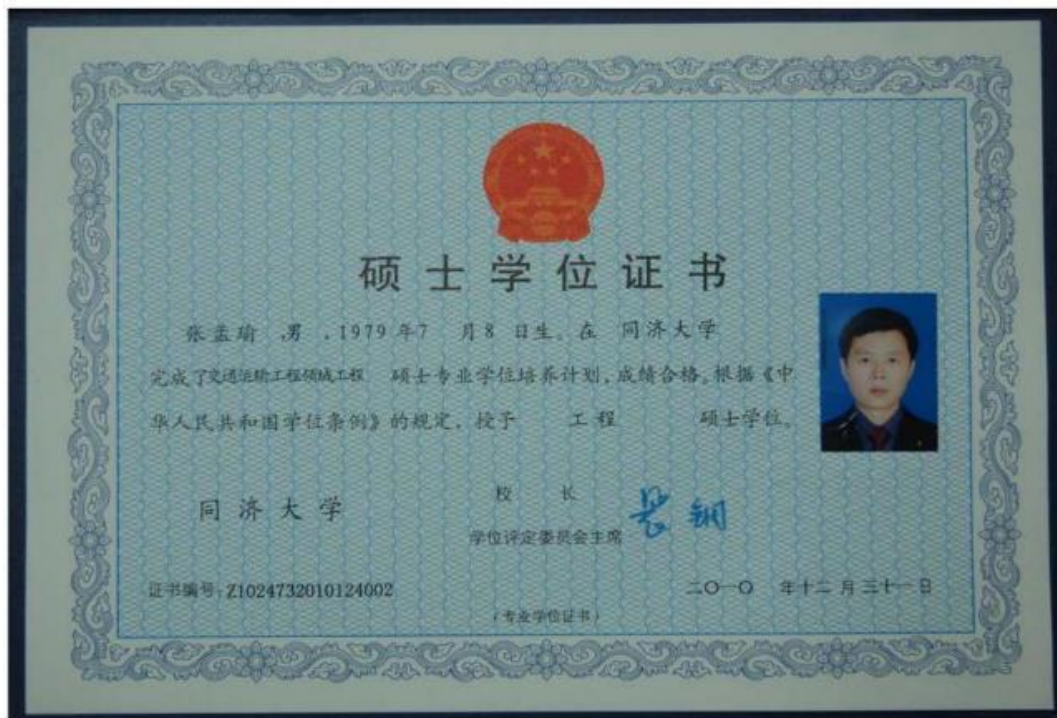 硕士学位证书
张孟瑜 ,男 ,1979年7 月8 日生。在 同济大学
完成了交通运输工程领域工程 硕士专业学位培养计划,成绩合格。根据《中
华人民共和国学位条例》的规定, 授予 工程 硕士学位。
同济大学
校 长
学位评定委员会主席
证书编号:Z1024732010124002
二〇一〇 年十二月三十一日
(专业学位证书)